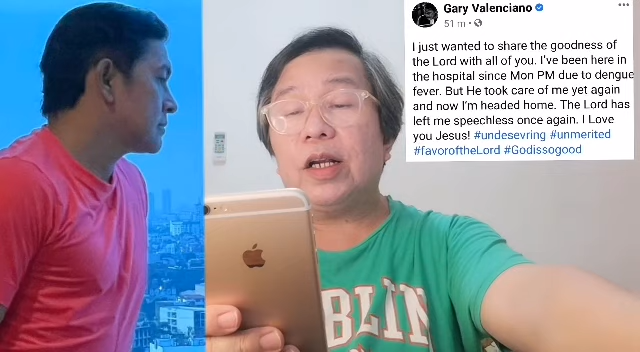 Gary Valenciano
51 m •
I just wanted to share the goodness of
the Lord with all of you. I've been here in
the hospital since Mon PM due to dengue
fever. But He took care of me yet again
and now I'm headed home. The Lord has
left me speechless once again. I Love
you Jesus! #undesevring #unmerited
#favoroftheLord #Godissogood
BLIN